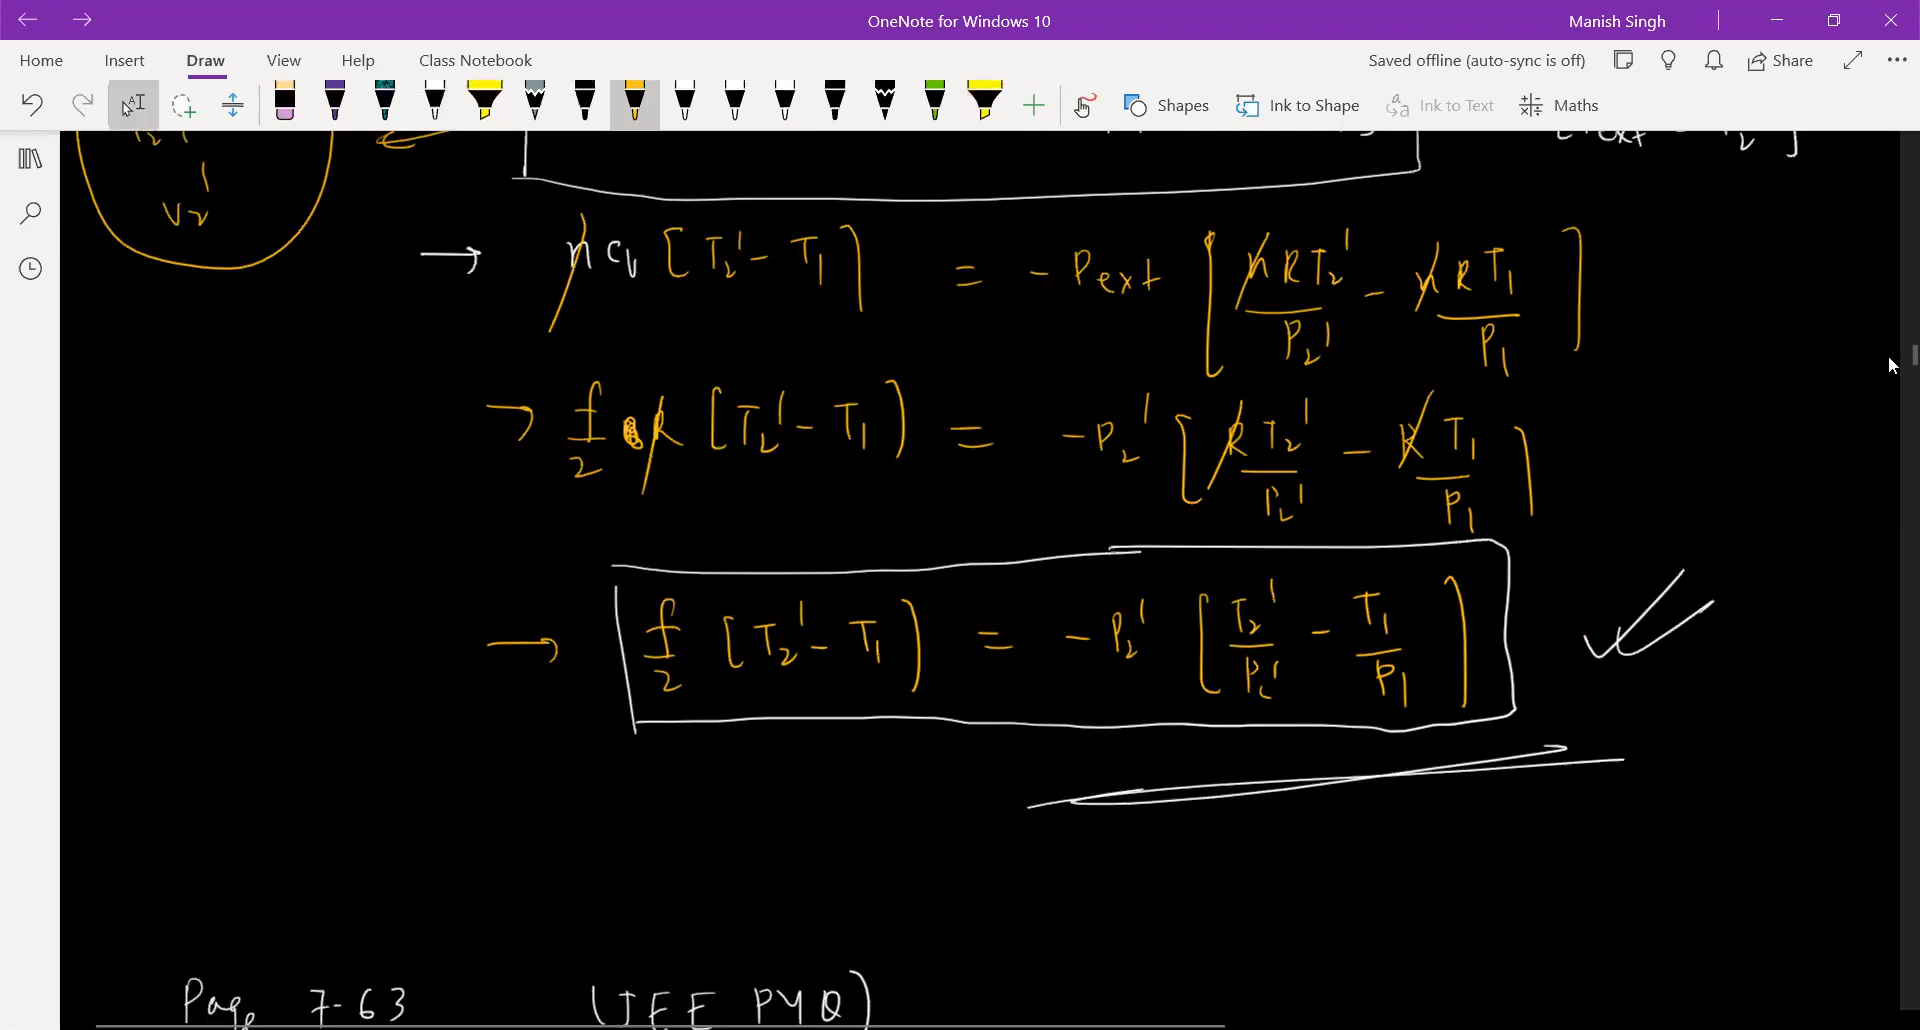 OneNote for Windows 10
Manish Singh
Home Insert Draw View Help Class Notebook
Saved offline (auto-sync is off) Share
Shapes Ink to Shape Ink to Text Maths
V2
→ nCv [T2' - T1] = - Pext [nRT2'/P2' - nRT1/P1]
→ f/2 R [T2' - T1] = - P2' [RT2'/P2' - RT1/P1]
→ f/2 [T2' - T1] = - P2' [T2'/P2' - T1/P1]
Page 7-63 (JEE PYQ)